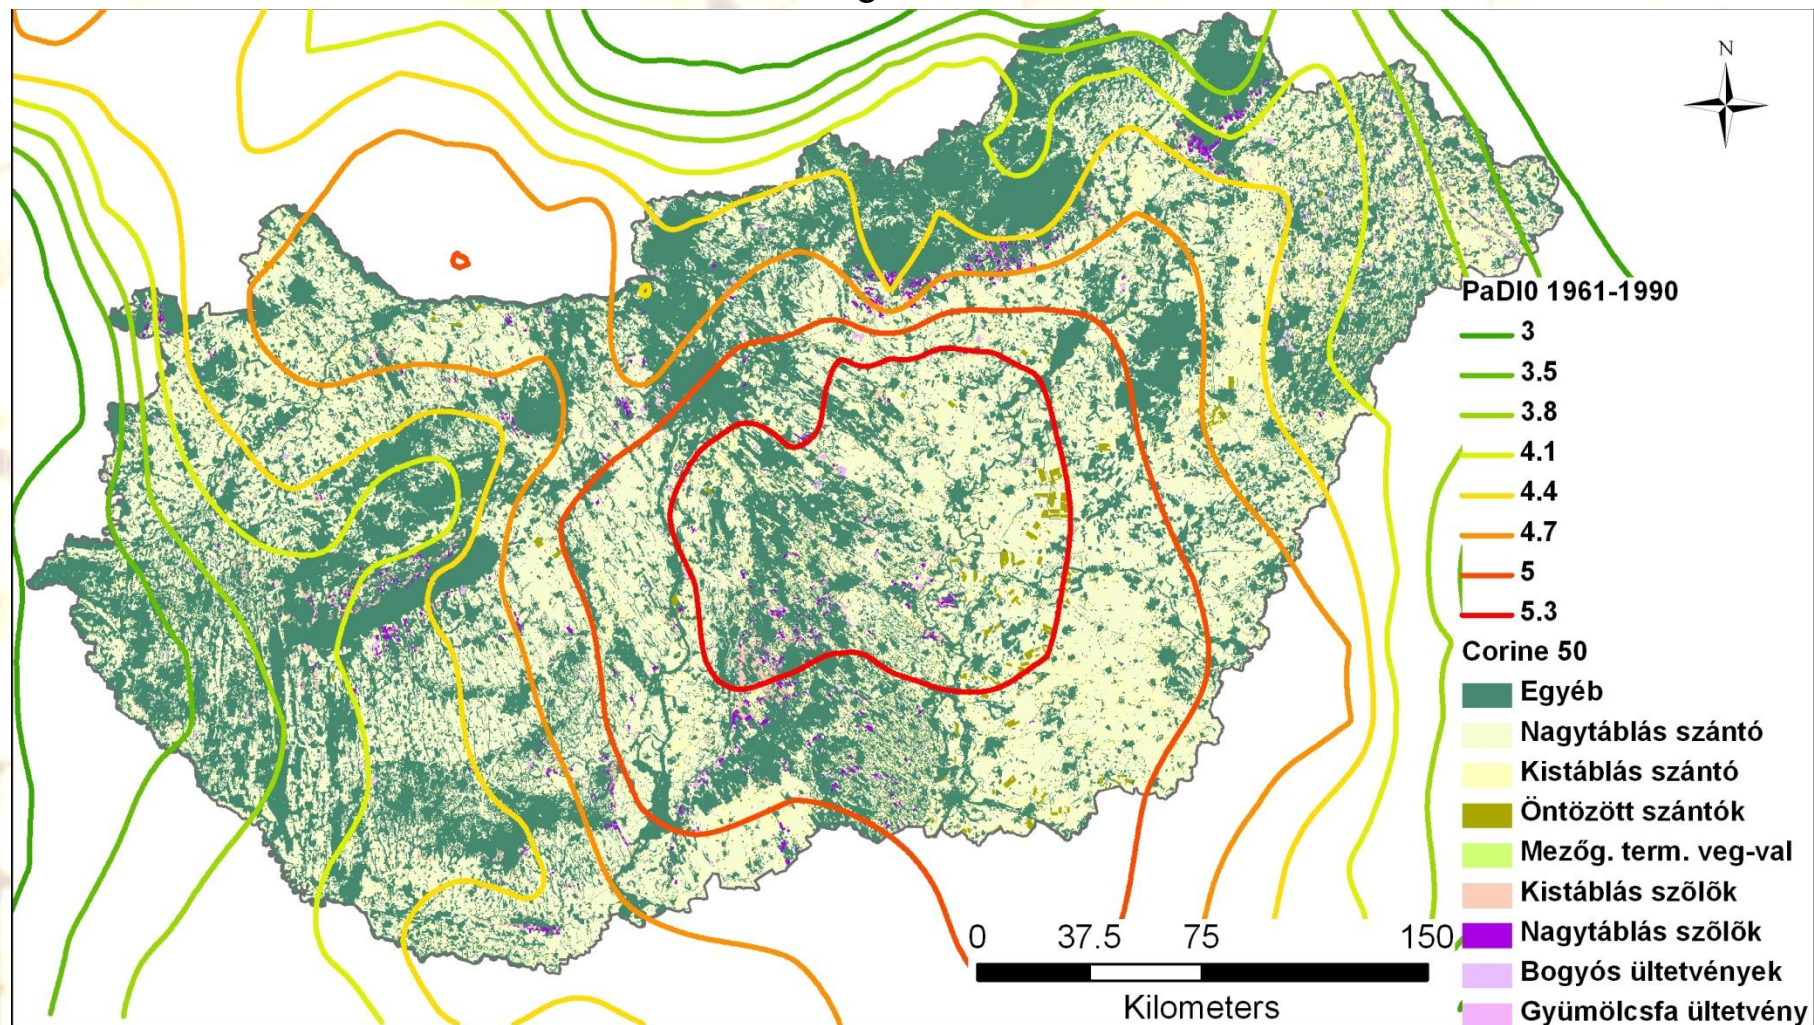 N
PaDI0 1961-1990
3
3.5
3.8
4.1
4.4
4.7
5
5.3
Corine 50
Egyéb
Nagytáblás szántó
Kistáblás szántó
Öntözött szántók
Mezőg. term. veg-val
Kistáblás szõlõk
Nagytáblás szõlõk
Bogyós ültetvények
Gyümölcsfa ültetvény
0 37.5 75 150
Kilometers